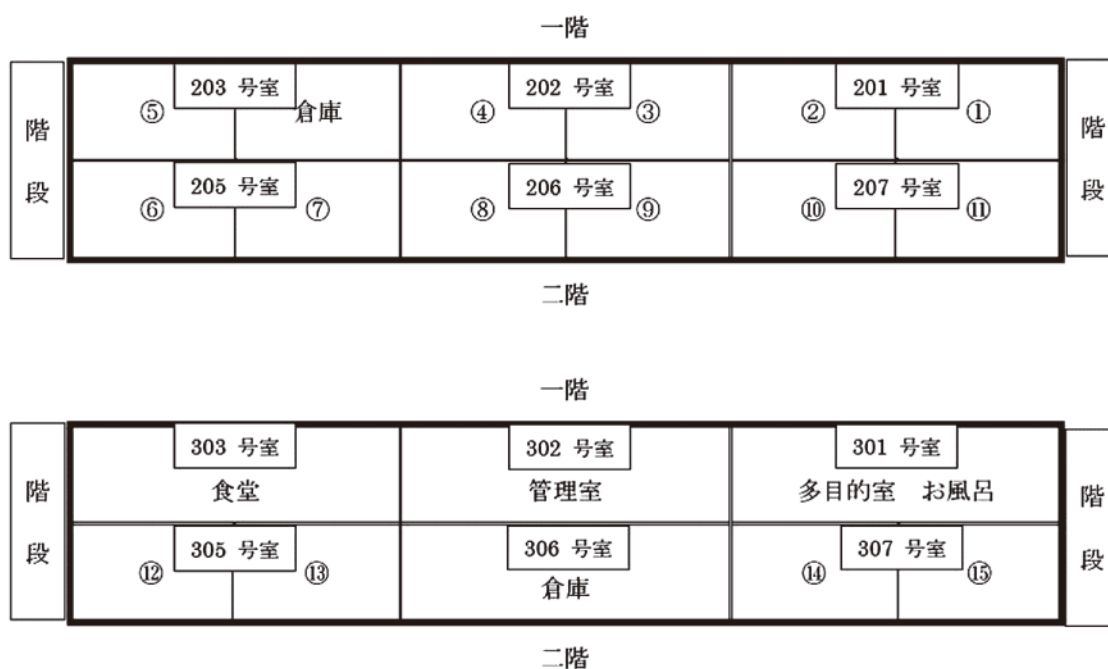 一階
203 号室 202 号室 201 号室
⑤ 倉庫 ④ ③ ② ①
階段 階段
205 号室 206 号室 207 号室
⑥ ⑦ ⑧ ⑨ ⑩ ⑪
二階
一階
303 号室 302 号室 301 号室
食堂 管理室 多目的室 お風呂
階段 階段
305 号室 306 号室 307 号室
⑫ ⑬ 倉庫 ⑭ ⑮
二階